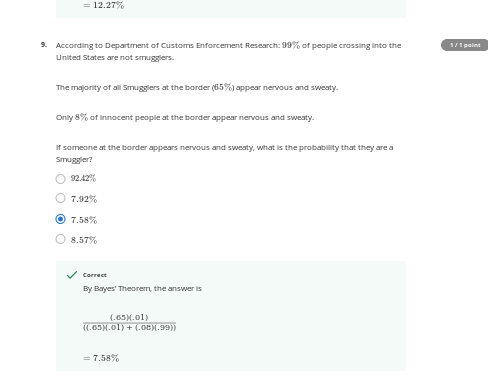 = 12.27%
9. According to Department of Customs Enforcement Research: 99% of people crossing into the
1 / 1 point
United States are not smugglers.
The majority of all Smugglers at the border (65%) appear nervous and sweaty.
Only 8% of innocent people at the border appear nervous and sweaty.
If someone at the border appears nervous and sweaty, what is the probability that they are a
Smuggler?
92.42%
7.92%
7.58%
8.57%
Correct
By Bayes' Theorem, the answer is
(.65)(.01)
((.65)(.01) + (.08)(.99))
= 7.58%